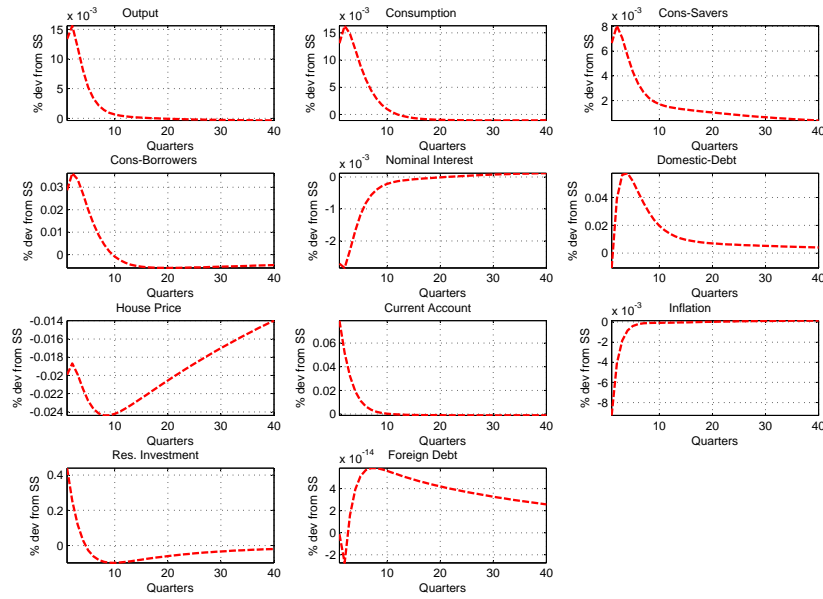 Output
x 10^-3
% dev from SS
15
10
5
0
10 20 30 40
Quarters
Consumption
x 10^-3
% dev from SS
15
10
5
0
10 20 30 40
Quarters
Cons-Savers
x 10^-3
% dev from SS
8
6
4
2
10 20 30 40
Quarters
Cons-Borrowers
% dev from SS
0.03
0.02
0.01
0
10 20 30 40
Quarters
Nominal Interest
x 10^-3
% dev from SS
0
-1
-2
10 20 30 40
Quarters
Domestic-Debt
% dev from SS
0.04
0.02
0
10 20 30 40
Quarters
House Price
% dev from SS
-0.014
-0.016
-0.018
-0.02
-0.022
-0.024
10 20 30 40
Quarters
Current Account
% dev from SS
0.06
0.04
0.02
0
10 20 30 40
Quarters
Inflation
x 10^-3
% dev from SS
0
-2
-4
-6
-8
10 20 30 40
Quarters
Res. Investment
% dev from SS
0.4
0.2
0
10 20 30 40
Quarters
Foreign Debt
x 10^-14
% dev from SS
4
2
0
-2
10 20 30 40
Quarters